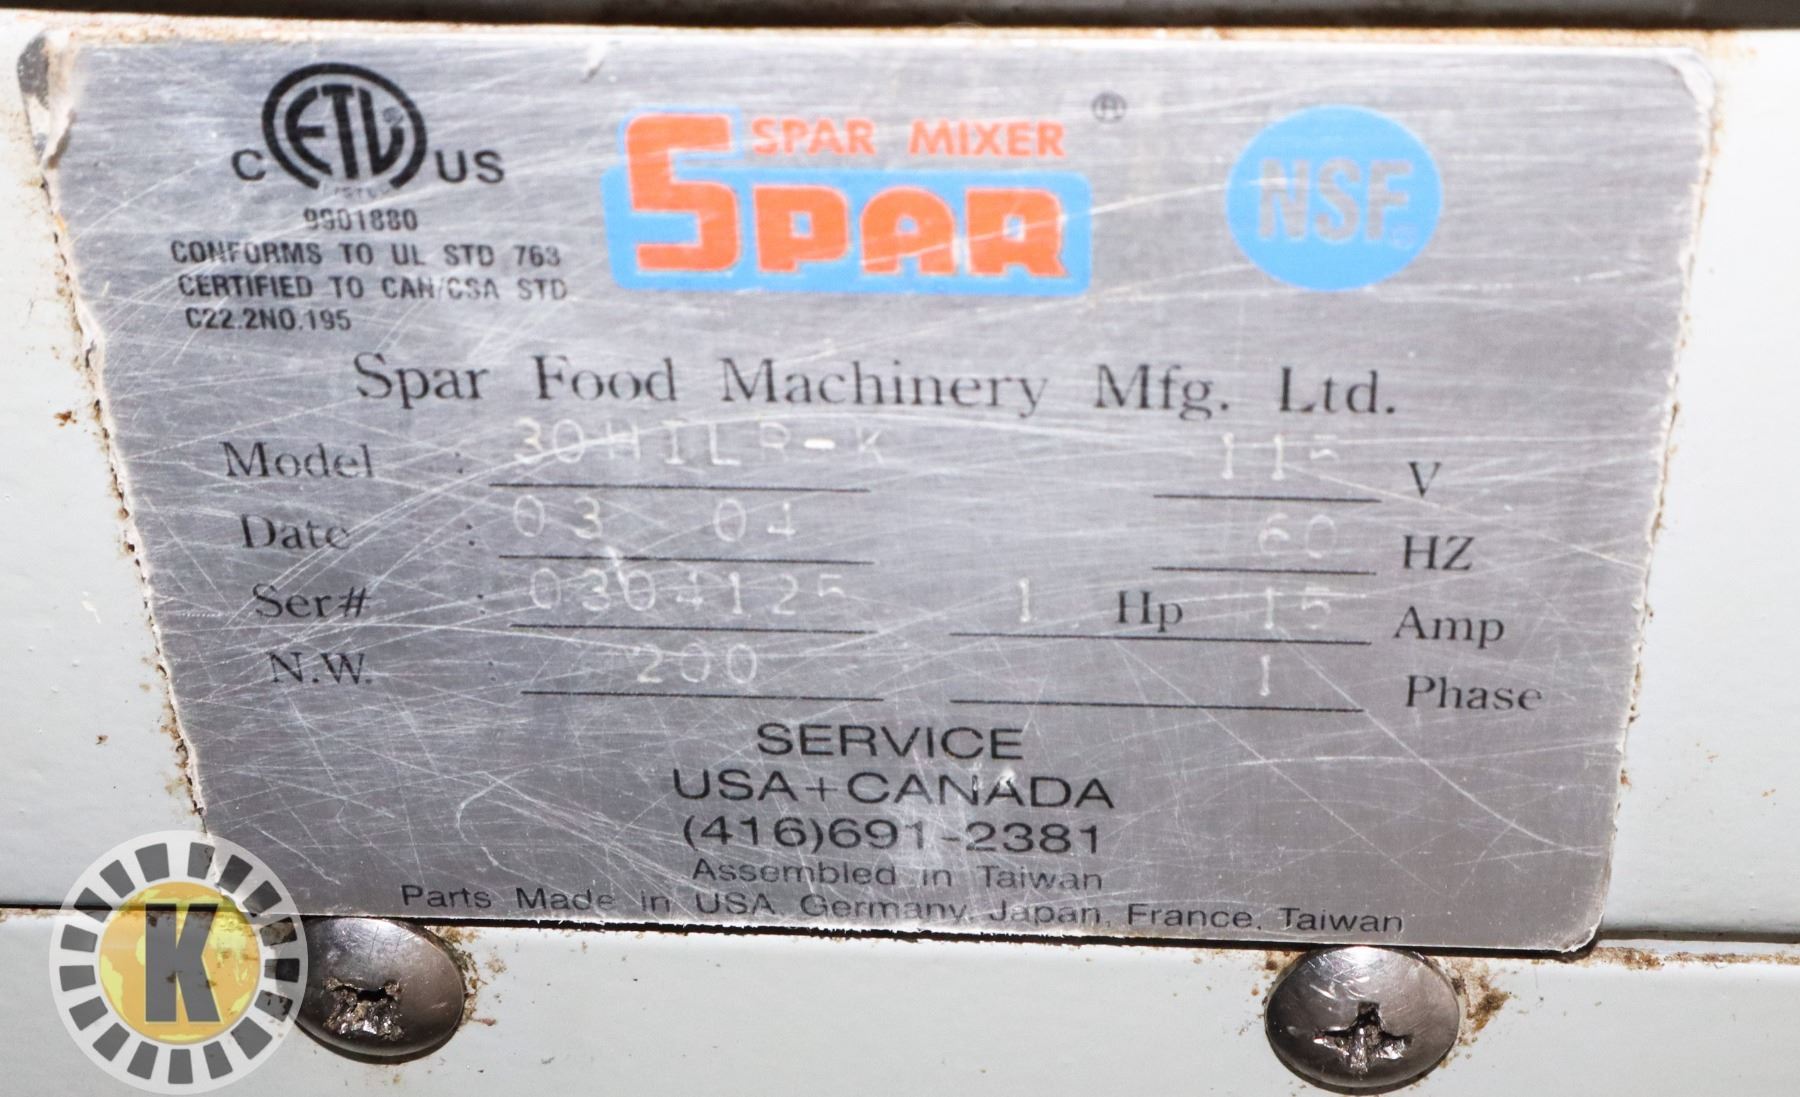 C ETL US
LISTED
9901880
CONFORMS TO UL STD 763
CERTIFIED TO CAN/CSA STD
C22.2NO.195
SPAR MIXER ®
SPAR
NSF®
Spar Food Machinery Mfg. Ltd.
Model : 30HILR-K 115 V
Date : 03 04 60 HZ
Ser# : 0304125 1 Hp 15 Amp
N.W. : 200 1 Phase
SERVICE
USA+CANADA
(416)691-2381
Assembled in Taiwan
Parts Made in USA, Germany, Japan, France, Taiwan
K